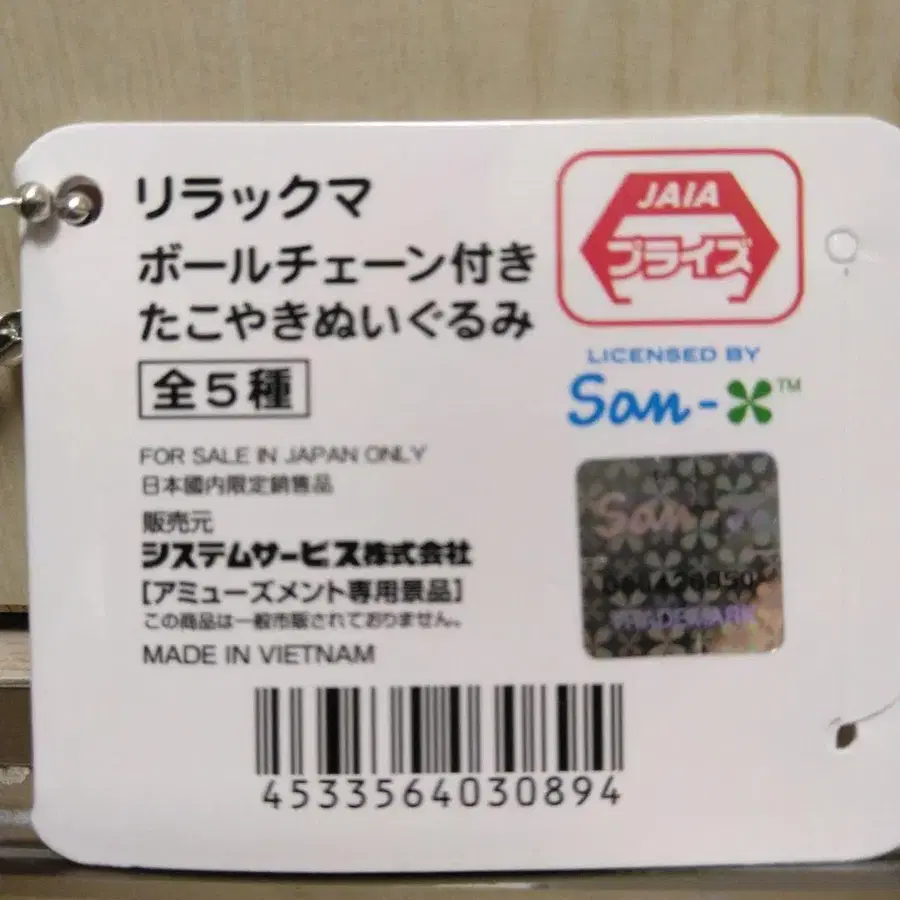 リラックマ
ボールチェーン付き
たこやきぬいぐるみ
全5種
JAIA
プライズ
LICENSED BY
San-X™
FOR SALE IN JAPAN ONLY
日本國内限定銷售品
販売元
システムサービス株式会社
[アミューズメント専用景品]
この商品は一般市販されておりません。
MADE IN VIETNAM
San-X
TRADEMARK
4533564030894